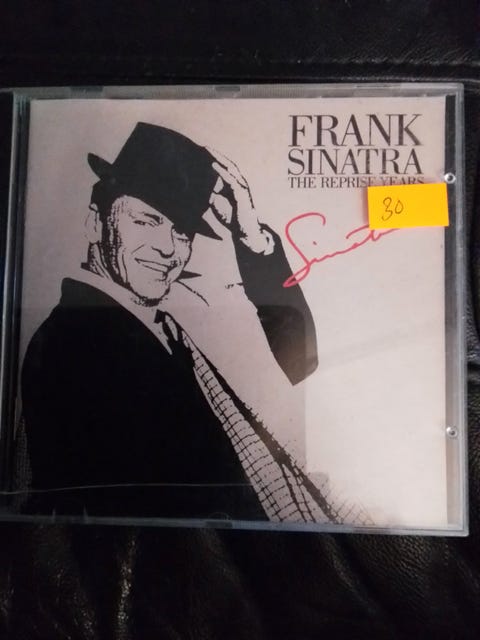 FRANK
SINATRA
THE REPRISE YEARS
30
Sinatra